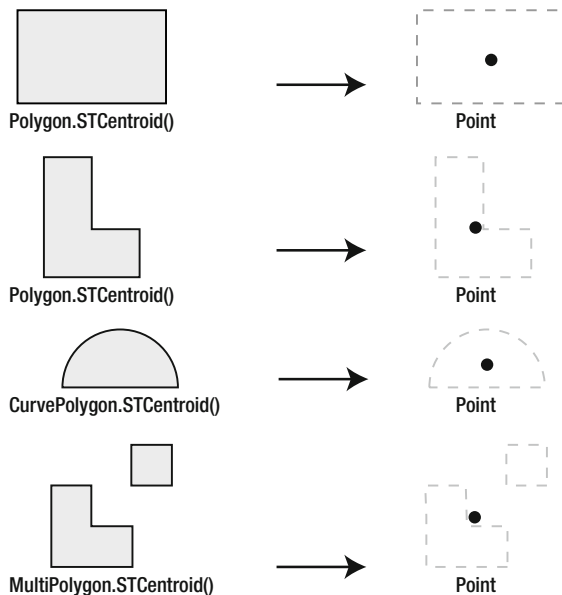 Polygon.STCentroid()
Point
Polygon.STCentroid()
Point
CurvePolygon.STCentroid()
Point
MultiPolygon.STCentroid()
Point